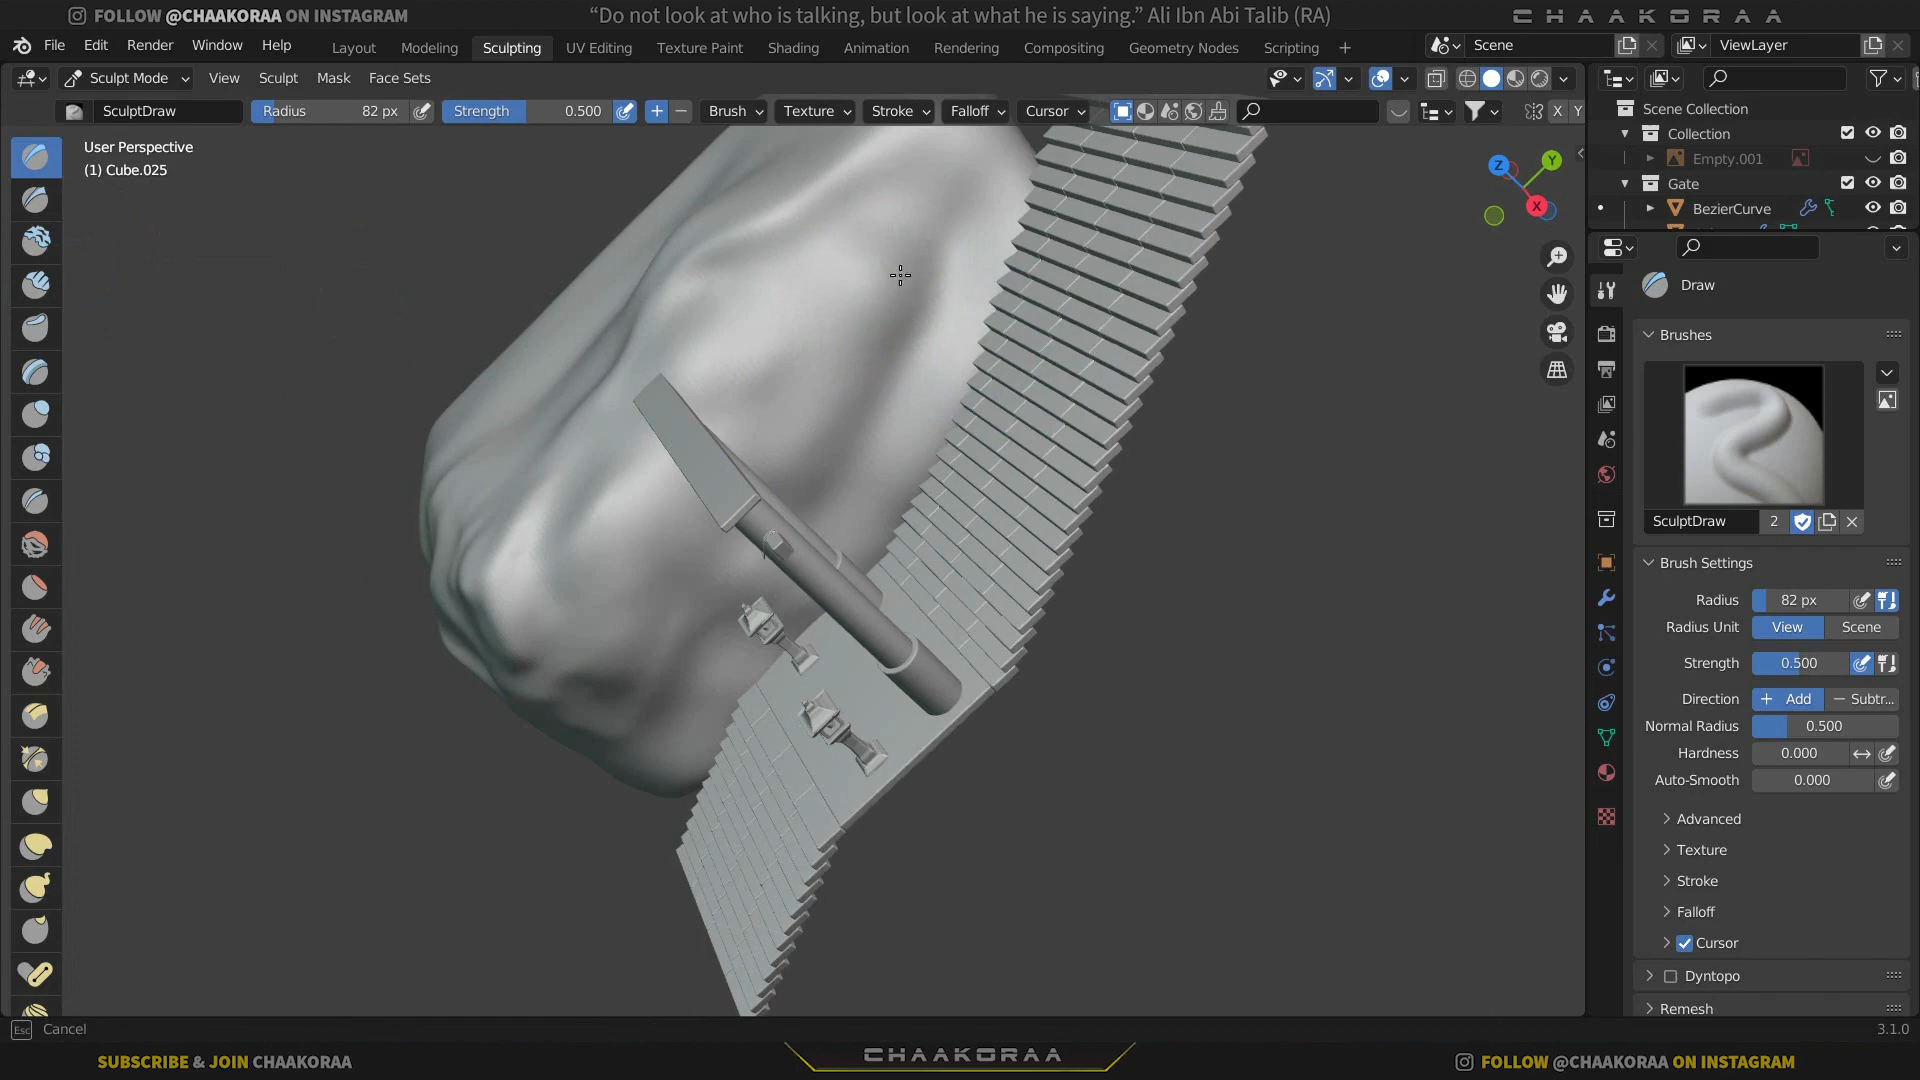 FOLLOW @CHAAKORAA ON INSTAGRAM
“Do not look at who is talking, but look at what he is saying.” Ali Ibn Abi Talib (RA)
CHAAKORAA
File Edit Render Window Help
Layout Modeling Sculpting UV Editing Texture Paint Shading Animation Rendering Compositing Geometry Nodes Scripting +
Scene
ViewLayer
Sculpt Mode View Sculpt Mask Face Sets
SculptDraw Radius 82 px Strength 0.500 + − Brush Texture Stroke Falloff Cursor X Y
User Perspective
(1) Cube.025
Z Y X
Scene Collection
Collection
Empty.001
Gate
BezierCurve
Draw
Brushes
SculptDraw 2
Brush Settings
Radius 82 px
Radius Unit View Scene
Strength 0.500
Direction + Add − Subtr...
Normal Radius 0.500
Hardness 0.000
Auto-Smooth 0.000
Advanced
Texture
Stroke
Falloff
Cursor
Dyntopo
Remesh
Esc Cancel
3.1.0
SUBSCRIBE & JOIN CHAAKORAA
CHAAKORAA
FOLLOW @CHAAKORAA ON INSTAGRAM